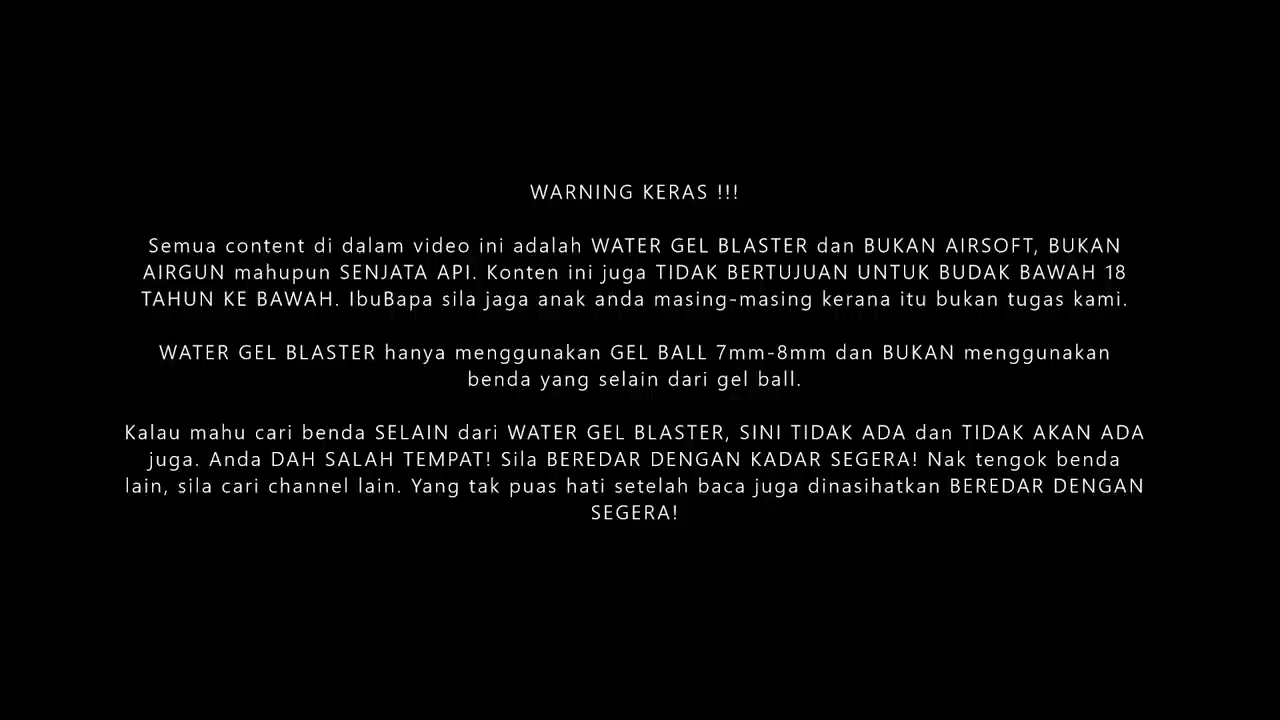 WARNING KERAS !!!
Semua content di dalam video ini adalah WATER GEL BLASTER dan BUKAN AIRSOFT, BUKAN
AIRGUN mahupun SENJATA API. Konten ini juga TIDAK BERTUJUAN UNTUK BUDAK BAWAH 18
TAHUN KE BAWAH. IbuBapa sila jaga anak anda masing-masing kerana itu bukan tugas kami.
WATER GEL BLASTER hanya menggunakan GEL BALL 7mm-8mm dan BUKAN menggunakan
benda yang selain dari gel ball.
Kalau mahu cari benda SELAIN dari WATER GEL BLASTER, SINI TIDAK ADA dan TIDAK AKAN ADA
juga. Anda DAH SALAH TEMPAT! Sila BEREDAR DENGAN KADAR SEGERA! Nak tengok benda
lain, sila cari channel lain. Yang tak puas hati setelah baca juga dinasihatkan BEREDAR DENGAN
SEGERA!